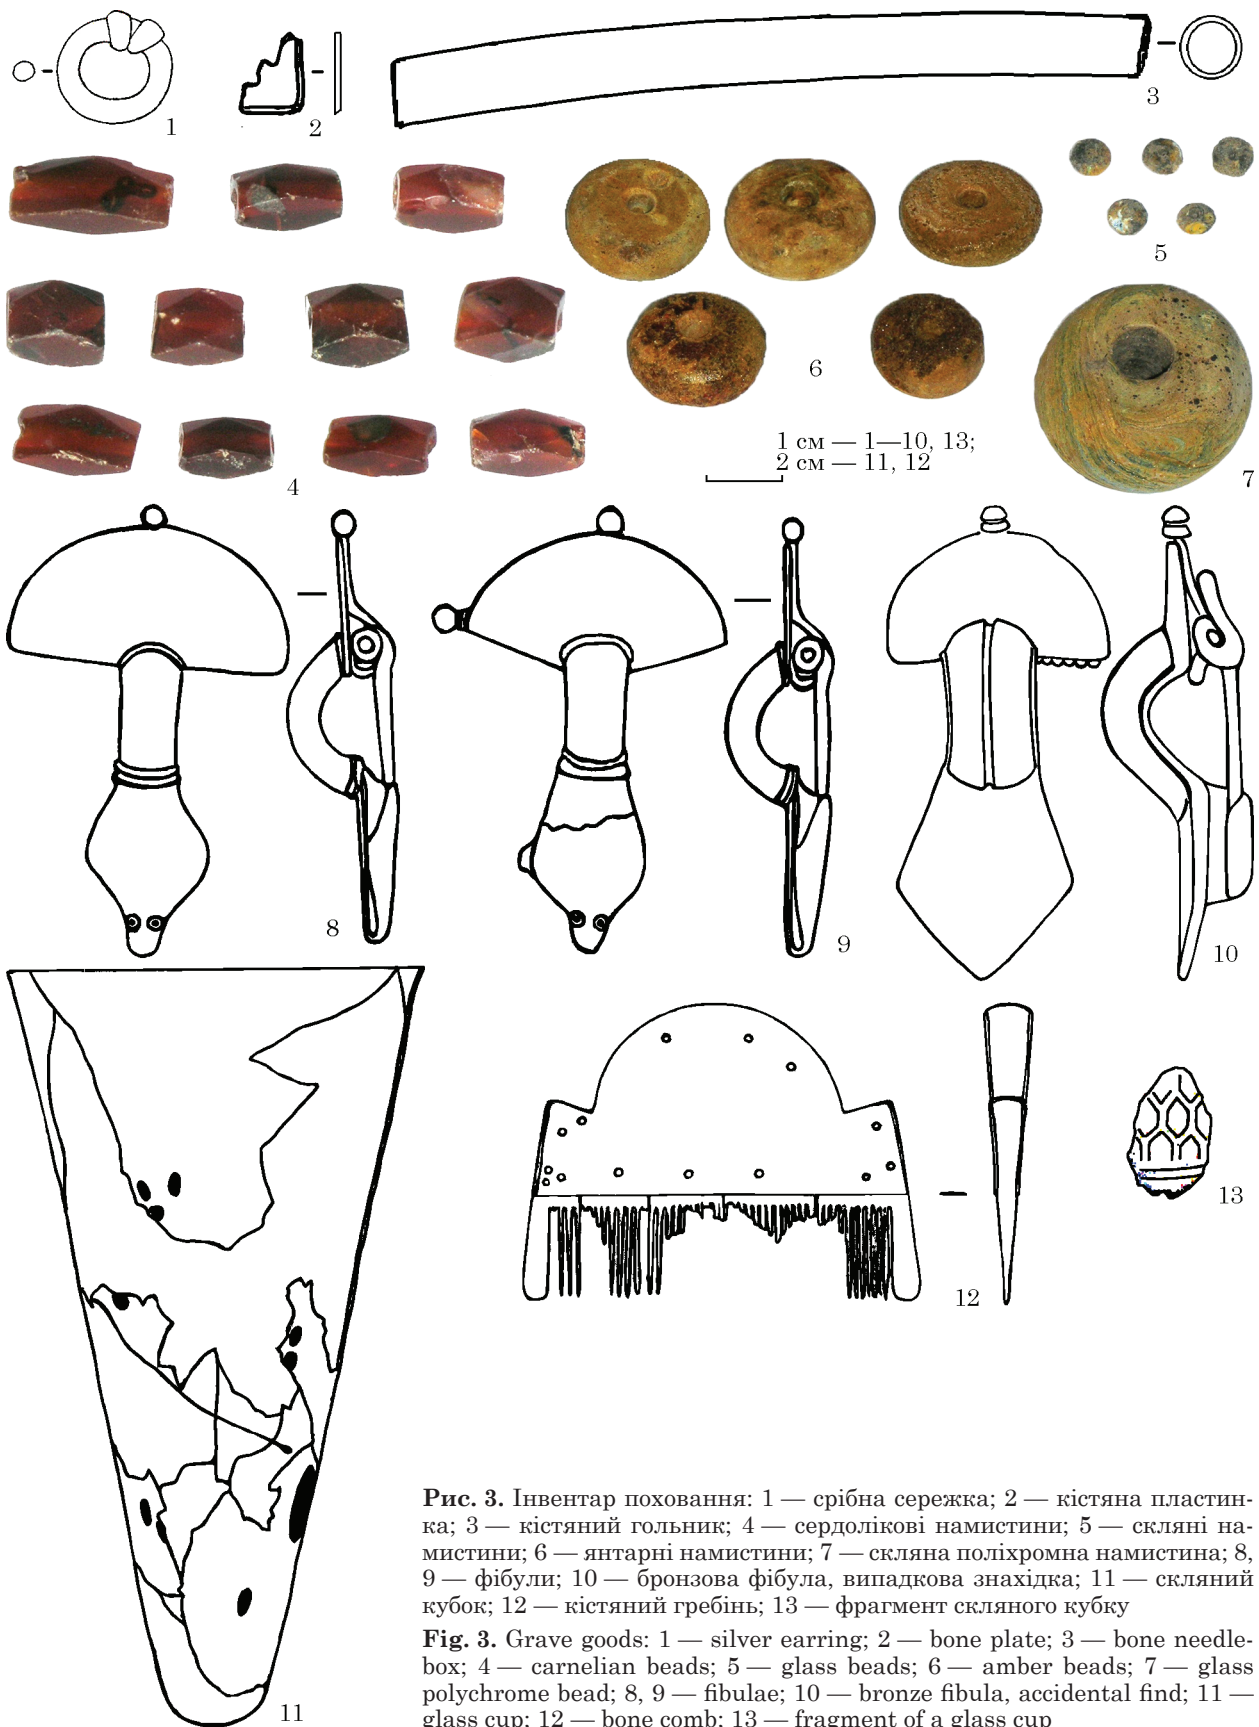 1
2
3
4
5
6
7
1 см — 1—10, 13;
2 см — 11, 12
8
9
10
11
12
13
Рис. 3. Інвентар поховання: 1 — срібна сережка; 2 — кістяна пластин-
ка; 3 — кістяний гольник; 4 — сердолікові намистини; 5 — скляні на-
мистини; 6 — янтарні намистини; 7 — скляна поліхромна намистина; 8,
9 — фібули; 10 — бронзова фібула, випадкова знахідка; 11 — скляний
кубок; 12 — кістяний гребінь; 13 — фрагмент скляного кубку
Fig. 3. Grave goods: 1 — silver earring; 2 — bone plate; 3 — bone needle-
box; 4 — carnelian beads; 5 — glass beads; 6 — amber beads; 7 — glass
polychrome bead; 8, 9 — fibulae; 10 — bronze fibula, accidental find; 11 —
glass cup; 12 — bone comb; 13 — fragment of a glass cup